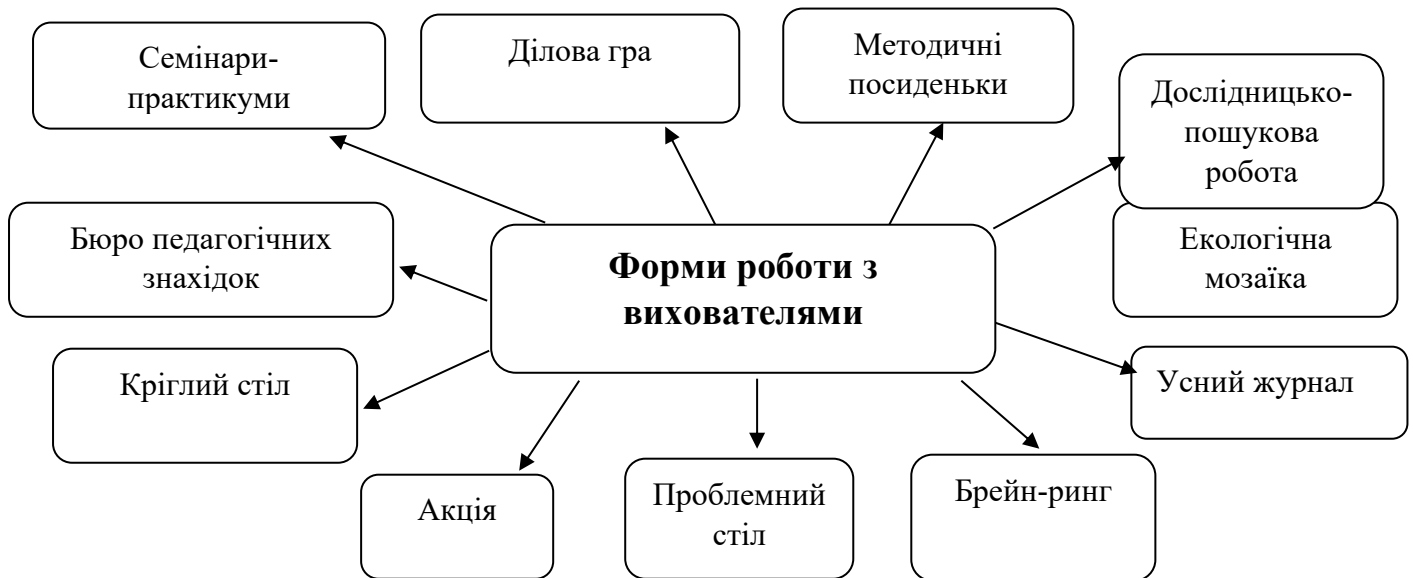 Семінари-
практикуми
Ділова гра
Методичні
посиденьки
Дослідницько-
пошукова
робота
Бюро педагогічних
знахідок
Форми роботи з
вихователями
Екологічна
мозаїка
Кріглий стіл
Усний журнал
Акція
Проблемний
стіл
Брейн-ринг